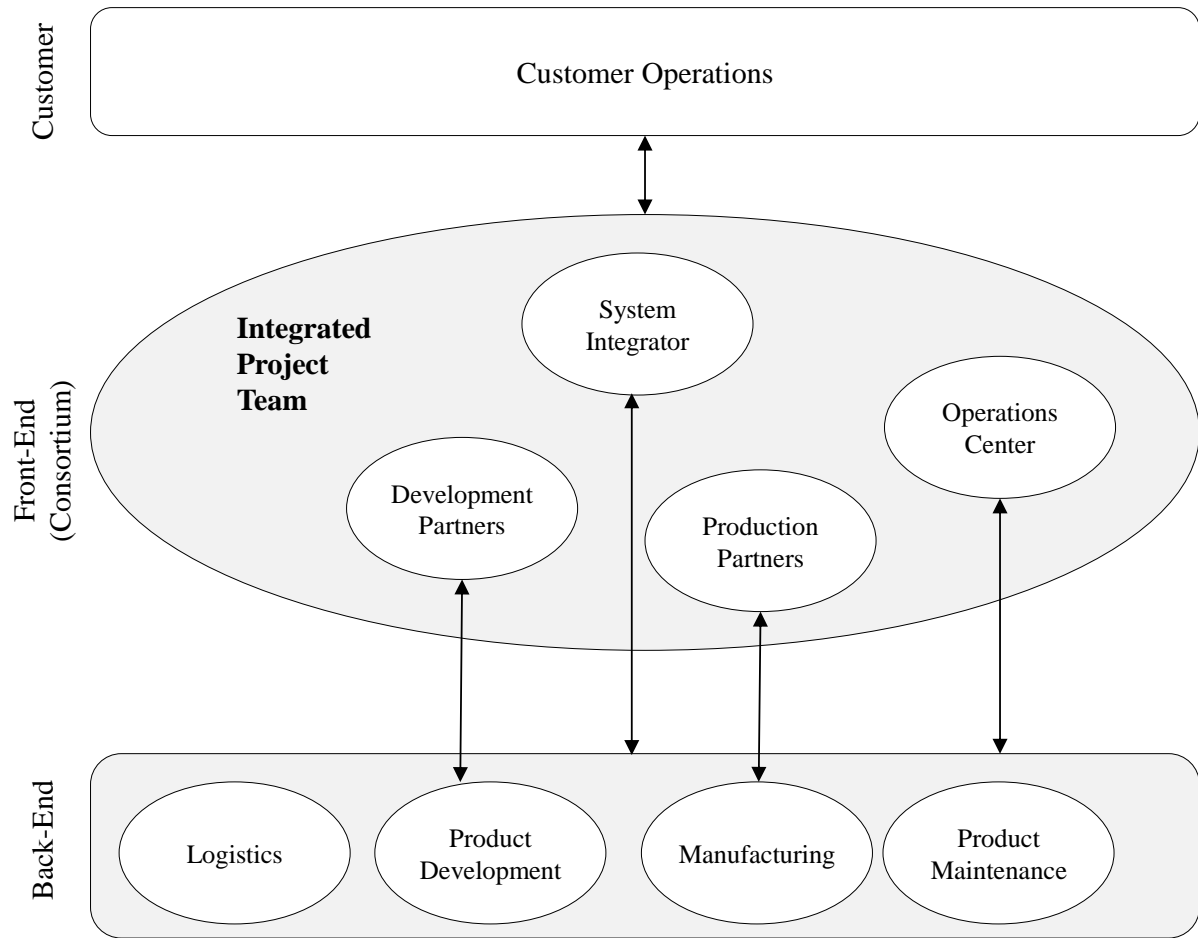 Customer
Customer Operations
Front-End
(Consortium)
Integrated
Project
Team
System
Integrator
Operations
Center
Development
Partners
Production
Partners
Back-End
Logistics
Product
Development
Manufacturing
Product
Maintenance